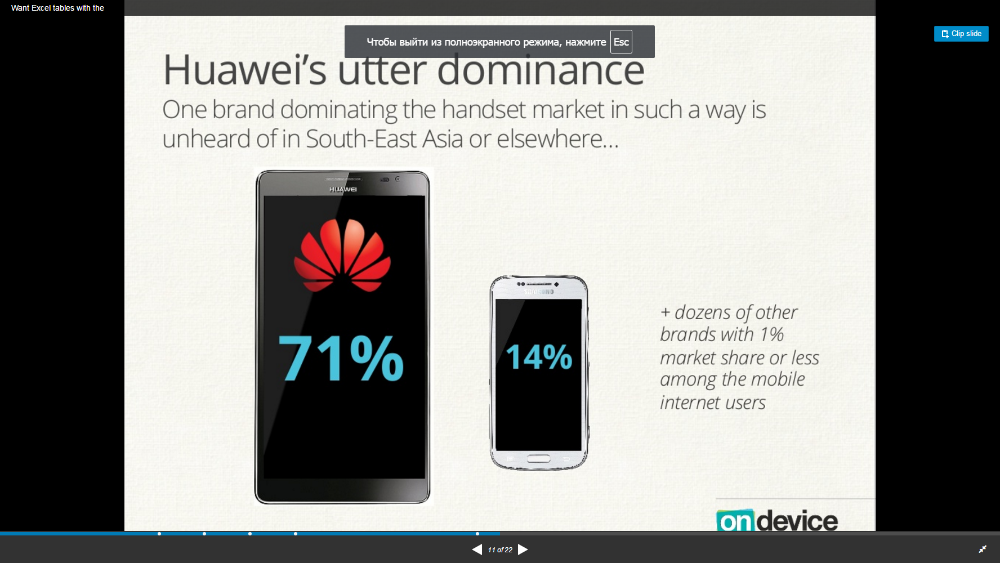 Want Excel tables with the
Clip slide
Чтобы выйти из полноэкранного режима, нажмите Esc
Huawei’s utter dominance
One brand dominating the handset market in such a way is
unheard of in South-East Asia or elsewhere...
HUAWEI
71%
14%
+ dozens of other
brands with 1%
market share or less
among the mobile
internet users
on device
11 of 22